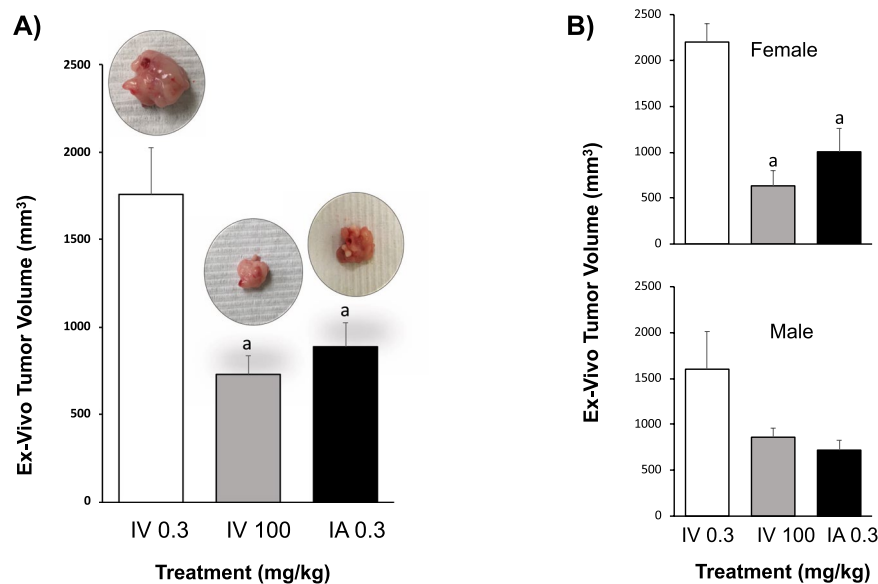 A)
2500
2000
1500
1000
500
0
Ex-Vivo Tumor Volume (mm³)
a
a
IV 0.3 IV 100 IA 0.3
Treatment (mg/kg)
B)
2500
2000
1500
1000
500
0
Female
a
a
Ex-Vivo Tumor Volume (mm³)
2500
2000
1500
1000
500
0
Male
IV 0.3 IV 100 IA 0.3
Treatment (mg/kg)